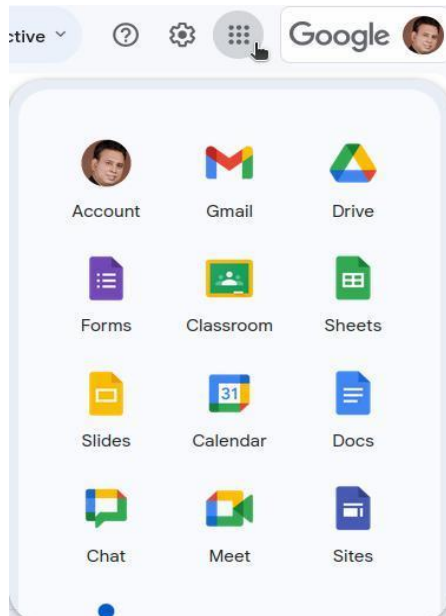 ctive
Google
Account Gmail Drive
Forms Classroom Sheets
Slides 31 Calendar Docs
Chat Meet Sites